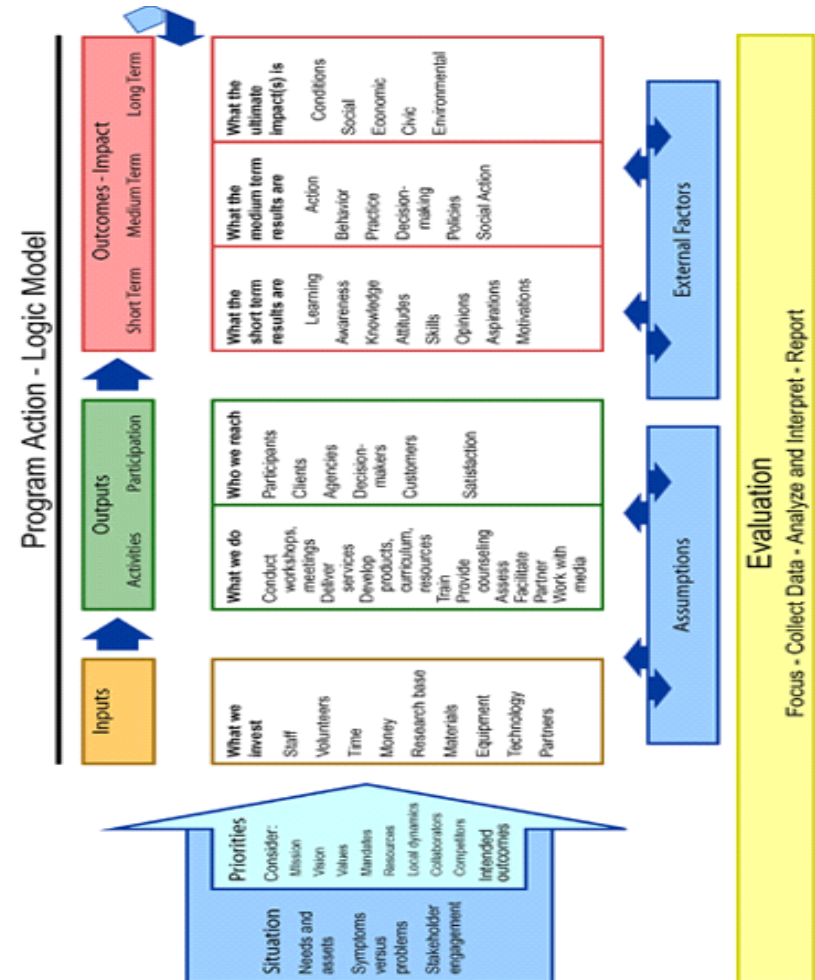 Program Action - Logic Model
Inputs
Outputs
Activities Participation
Outcomes - Impact
Short Term Medium Term Long Term
Situation
Needs and
assets
Symptoms
versus
problems
Stakeholder
engagement
Priorities
Consider:
Mission
Vision
Values
Mandates
Resources
Local dynamics
Collaborators
Competitors
Intended
outcomes
What we
invest
Staff
Volunteers
Time
Money
Research base
Materials
Equipment
Technology
Partners
What we do
Conduct
workshops,
meetings
Deliver
services
Develop
products,
curriculum,
resources
Train
Provide
counseling
Assess
Facilitate
Partner
Work with
media
Who we reach
Participants
Clients
Agencies
Decision-
makers
Customers
Satisfaction
What the
short term
results are
Learning
Awareness
Knowledge
Attitudes
Skills
Opinions
Aspirations
Motivations
What the
medium term
results are
Action
Behavior
Practice
Decision-
making
Policies
Social Action
What the
ultimate
impact(s) is
Conditions
Social
Economic
Civic
Environmental
Assumptions
External Factors
Evaluation
Focus - Collect Data - Analyze and Interpret - Report